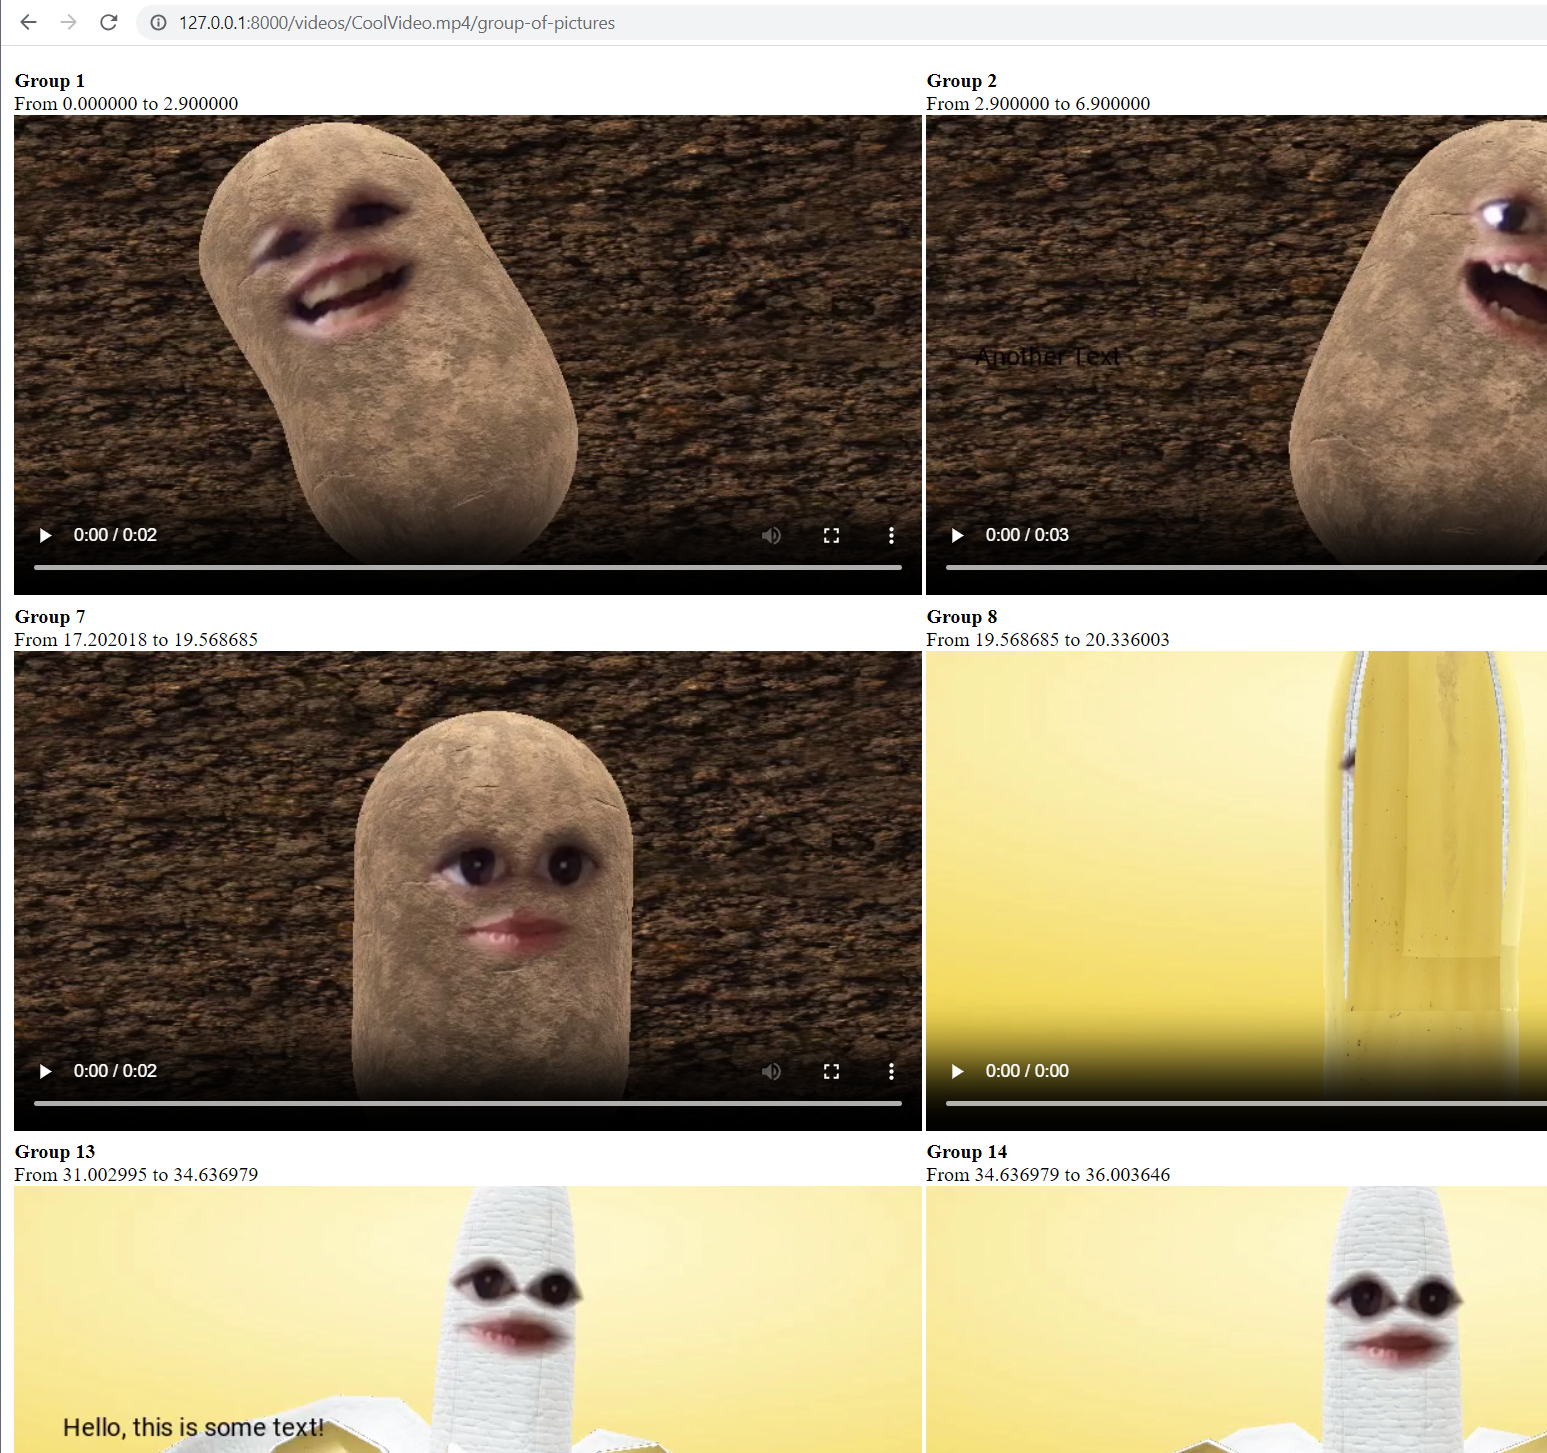 127.0.0.1:8000/videos/CoolVideo.mp4/group-of-pictures
Group 1
From 0.000000 to 2.900000
Group 2
From 2.900000 to 6.900000
Another Text
0:00 / 0:02
0:00 / 0:03
Group 7
From 17.202018 to 19.568685
Group 8
From 19.568685 to 20.336003
0:00 / 0:02
0:00 / 0:00
Group 13
From 31.002995 to 34.636979
Group 14
From 34.636979 to 36.003646
Hello, this is some text!